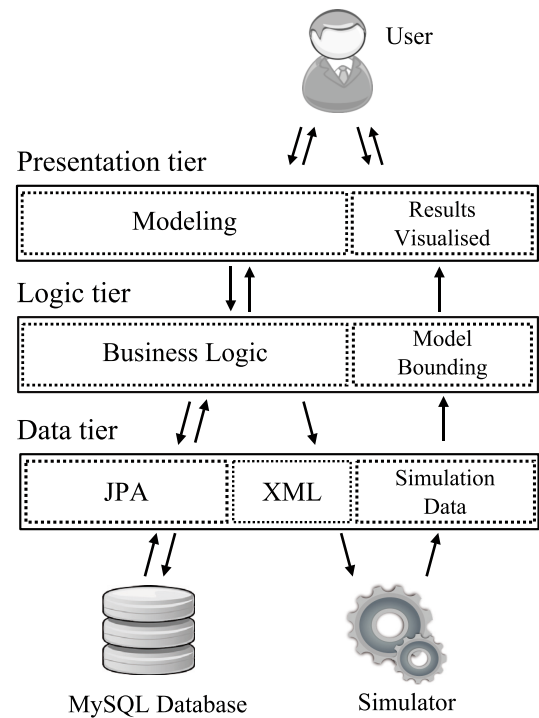 User
Presentation tier
Modeling
Results
Visualised
Logic tier
Business Logic
Model
Bounding
Data tier
JPA
XML
Simulation
Data
MySQL Database
Simulator